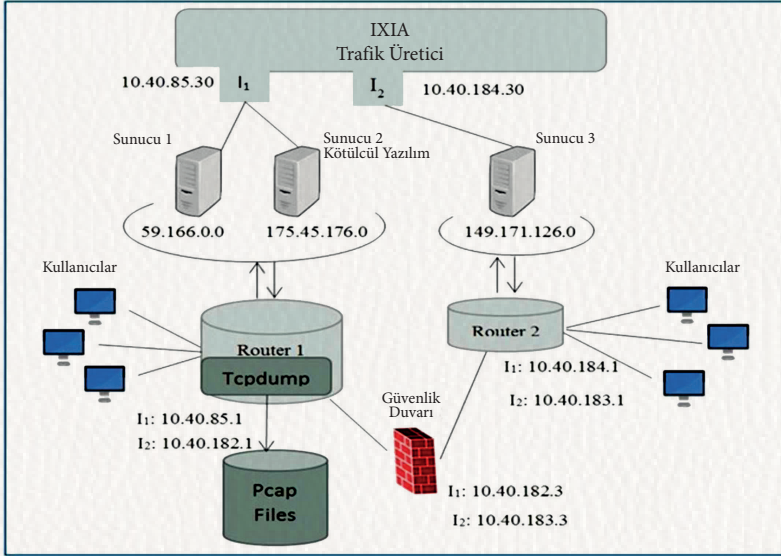 IXIA
Trafik Üretici
10.40.85.30
I1
I2
10.40.184.30
Sunucu 1
Sunucu 2
Kötülcül Yazılım
Sunucu 3
59.166.0.0
175.45.176.0
149.171.126.0
Kullanıcılar
Kullanıcılar
Router 1
Tcpdump
Router 2
I1: 10.40.85.1
I2: 10.40.182.1
Güvenlik
Duvarı
I1: 10.40.184.1
I2: 10.40.183.1
Pcap
Files
I1: 10.40.182.3
I2: 10.40.183.3